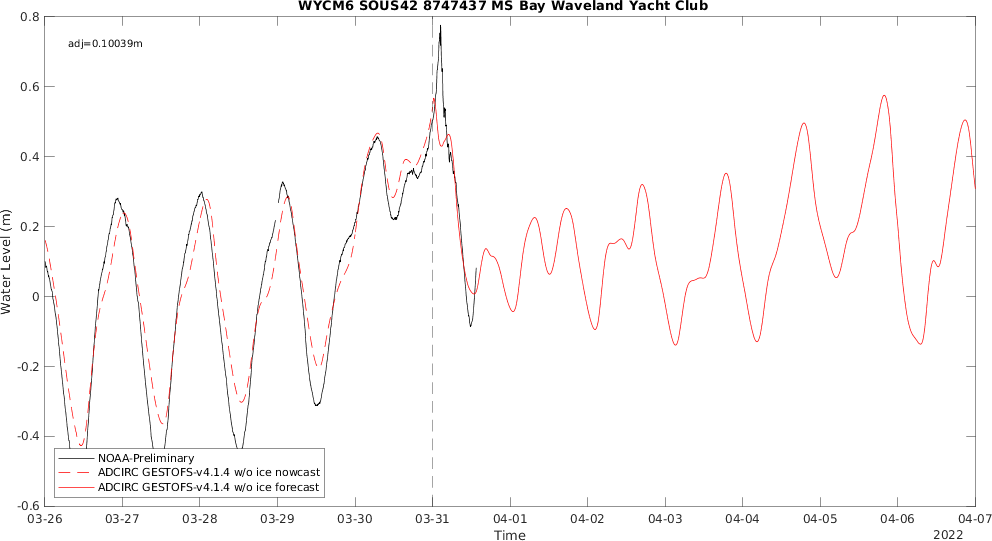 WYCM6 SOUS42 8747437 MS Bay Waveland Yacht Club
adj=0.10039m
Water Level (m)
0.8
0.6
0.4
0.2
0
-0.2
-0.4
-0.6
NOAA-Preliminary
ADCIRC GESTOFS-v4.1.4 w/o ice nowcast
ADCIRC GESTOFS-v4.1.4 w/o ice forecast
03-26 03-27 03-28 03-29 03-30 03-31 04-01 04-02 04-03 04-04 04-05 04-06 04-07
Time
2022